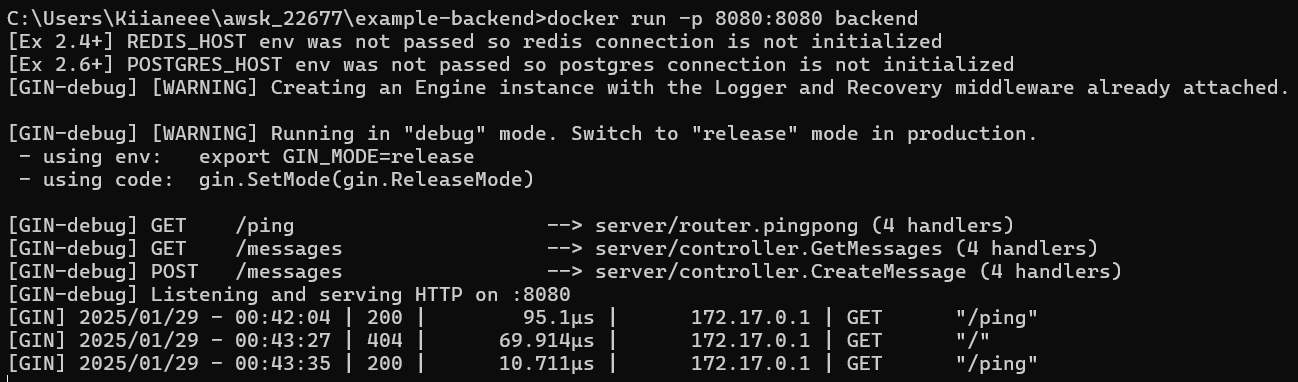 C:\Users\Kiianeee\awsk_22677\example-backend>docker run -p 8080:8080 backend
[Ex 2.4+] REDIS_HOST env was not passed so redis connection is not initialized
[Ex 2.6+] POSTGRES_HOST env was not passed so postgres connection is not initialized
[GIN-debug] [WARNING] Creating an Engine instance with the Logger and Recovery middleware already attached.
[GIN-debug] [WARNING] Running in "debug" mode. Switch to "release" mode in production.
 - using env:   export GIN_MODE=release
 - using code:  gin.SetMode(gin.ReleaseMode)
[GIN-debug] GET    /ping                     --> server/router.pingpong (4 handlers)
[GIN-debug] GET    /messages                 --> server/controller.GetMessages (4 handlers)
[GIN-debug] POST   /messages                 --> server/controller.CreateMessage (4 handlers)
[GIN-debug] Listening and serving HTTP on :8080
[GIN] 2025/01/29 - 00:42:04 | 200 |        95.1µs |      172.17.0.1 | GET      "/ping"
[GIN] 2025/01/29 - 00:43:27 | 404 |      69.914µs |      172.17.0.1 | GET      "/"
[GIN] 2025/01/29 - 00:43:35 | 200 |      10.711µs |      172.17.0.1 | GET      "/ping"